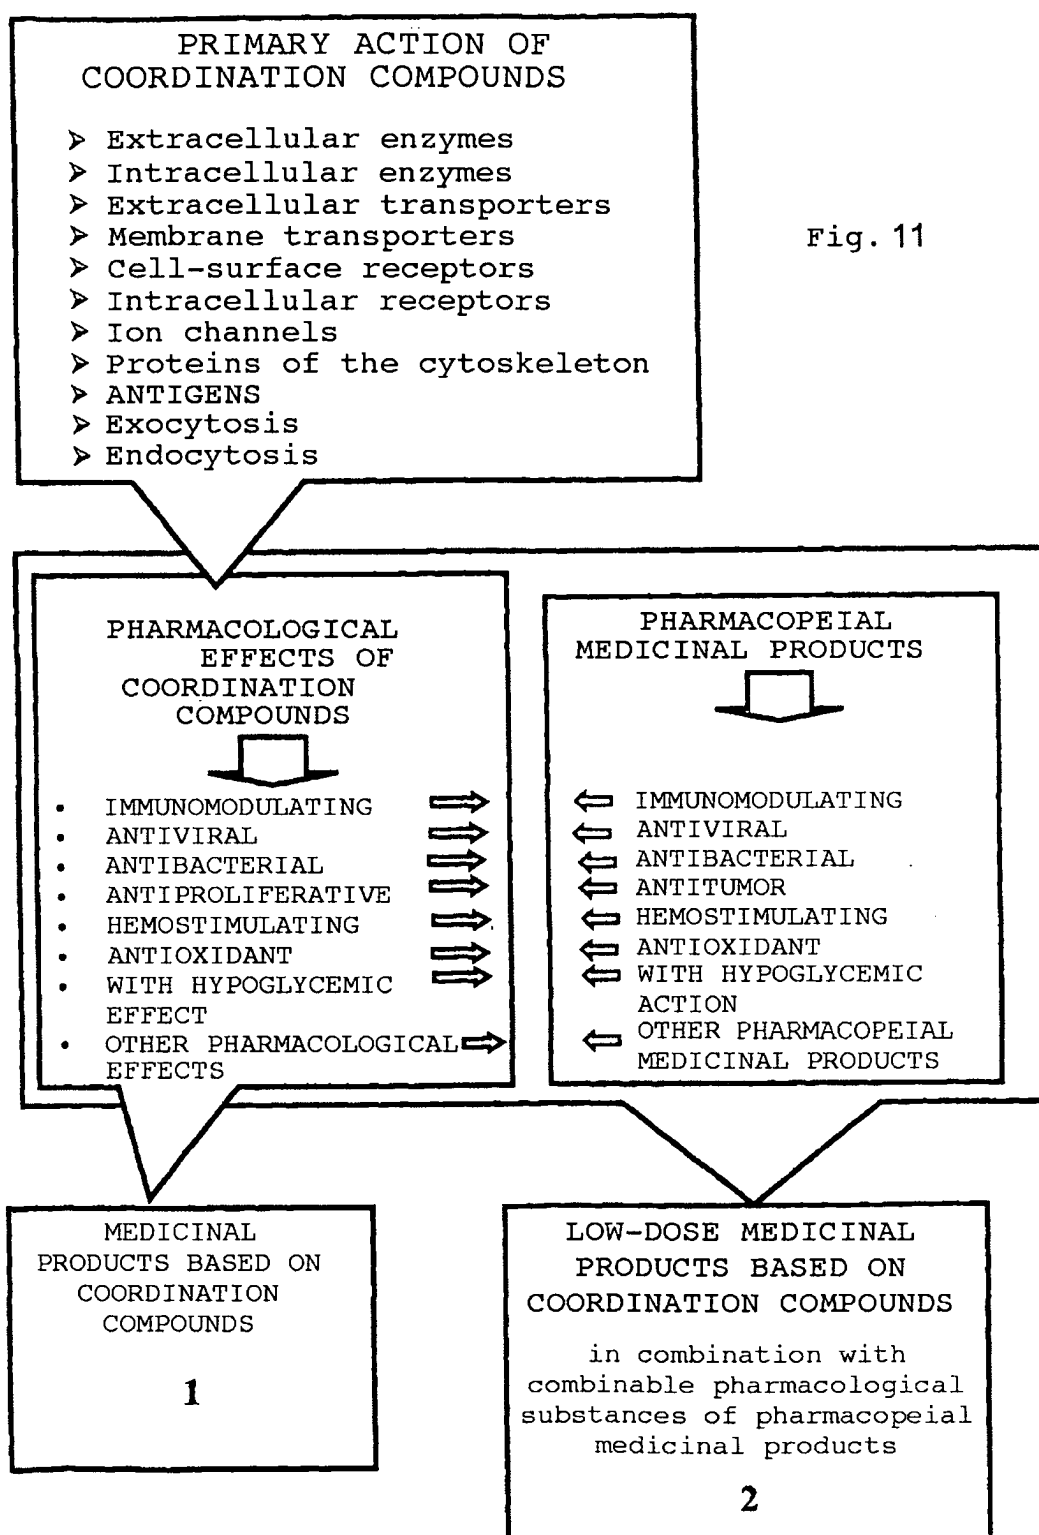 PRIMARY ACTION OF
COORDINATION COMPOUNDS
➢ Extracellular enzymes
➢ Intracellular enzymes
➢ Extracellular transporters
➢ Membrane transporters
➢ Cell-surface receptors
➢ Intracellular receptors
➢ Ion channels
➢ Proteins of the cytoskeleton
➢ ANTIGENS
➢ Exocytosis
➢ Endocytosis
Fig. 11
PHARMACOLOGICAL
EFFECTS OF
COORDINATION
COMPOUNDS
• IMMUNOMODULATING
• ANTIVIRAL
• ANTIBACTERIAL
• ANTIPROLIFERATIVE
• HEMOSTIMULATING
• ANTIOXIDANT
• WITH HYPOGLYCEMIC
EFFECT
• OTHER PHARMACOLOGICAL
EFFECTS
PHARMACOPEIAL
MEDICINAL PRODUCTS
IMMUNOMODULATING
ANTIVIRAL
ANTIBACTERIAL
ANTITUMOR
HEMOSTIMULATING
ANTIOXIDANT
WITH HYPOGLYCEMIC
ACTION
OTHER PHARMACOPEIAL
MEDICINAL PRODUCTS
MEDICINAL
PRODUCTS BASED ON
COORDINATION
COMPOUNDS
1
LOW-DOSE MEDICINAL
PRODUCTS BASED ON
COORDINATION COMPOUNDS
in combination with
combinable pharmacological
substances of pharmacopeial
medicinal products
2